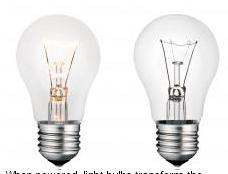 When powered, light bulbs transform the